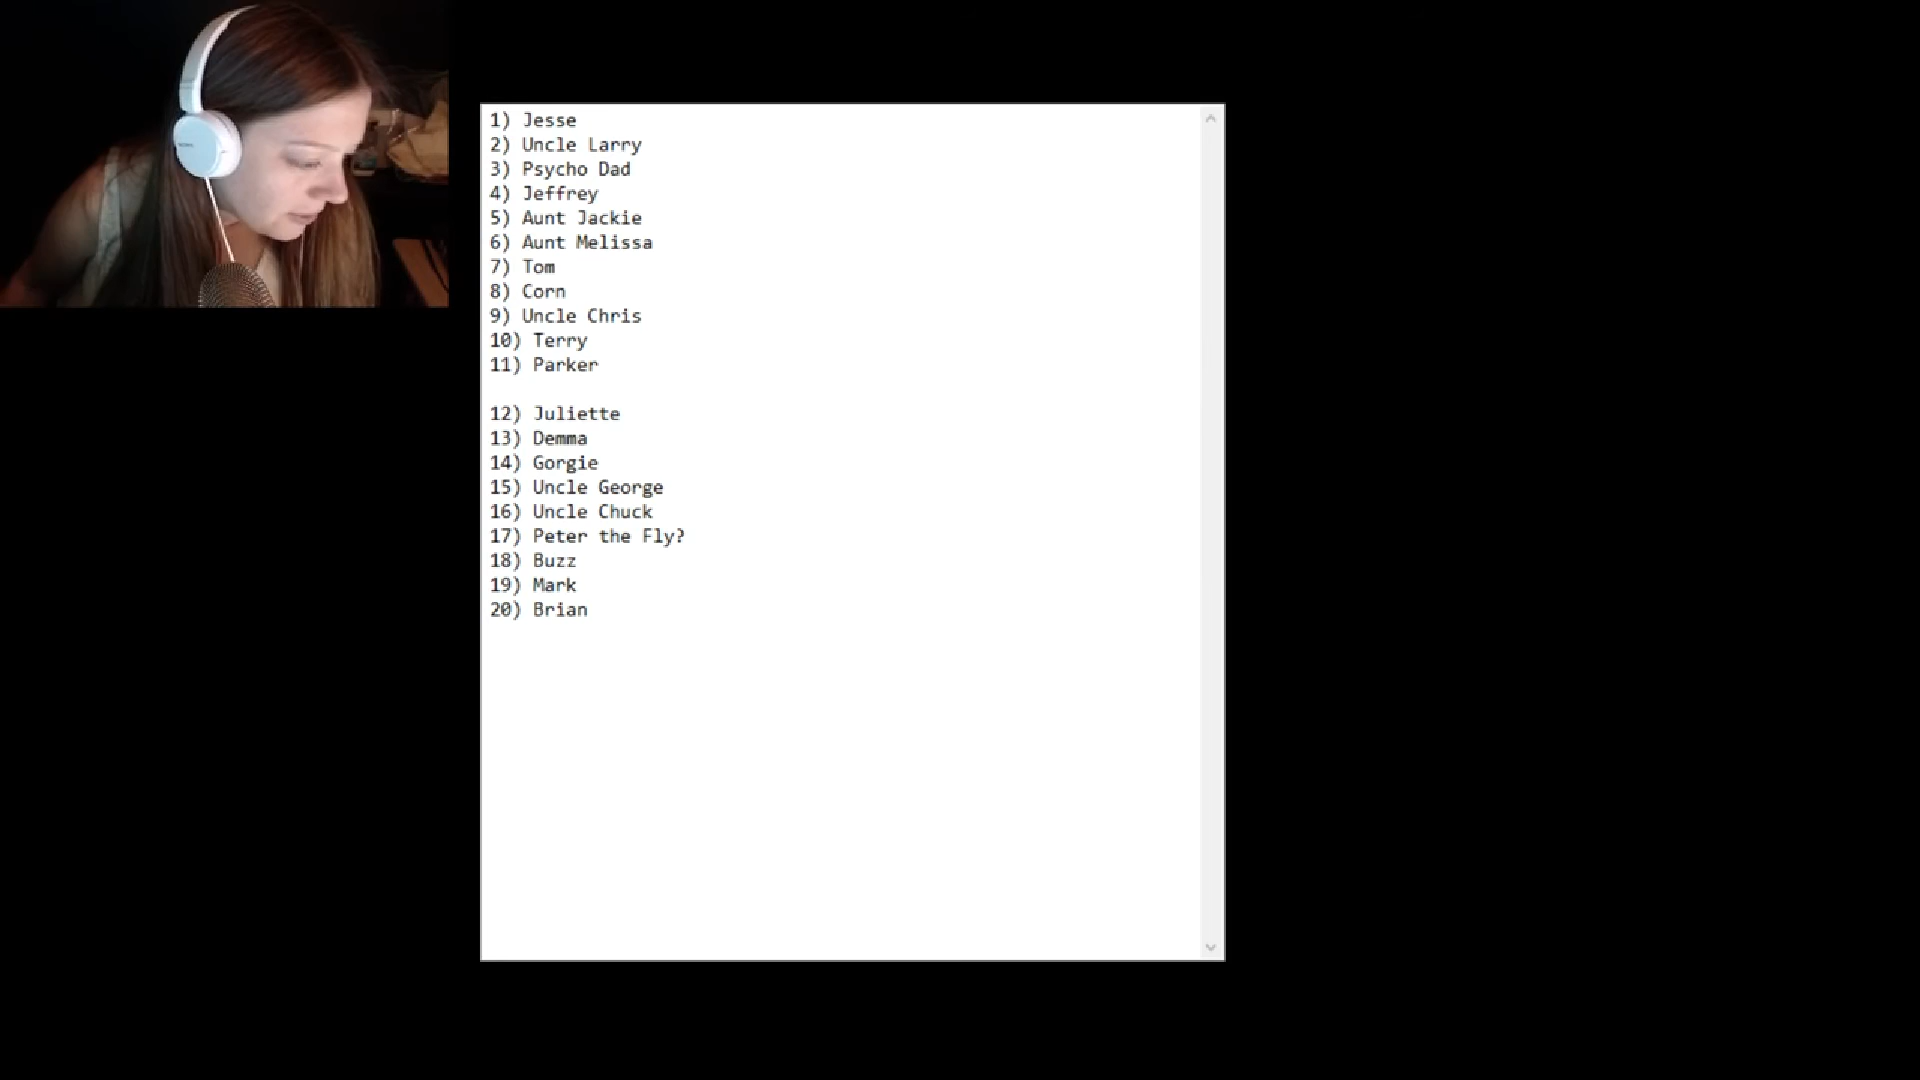 1) Jesse
2) Uncle Larry
3) Psycho Dad
4) Jeffrey
5) Aunt Jackie
6) Aunt Melissa
7) Tom
8) Corn
9) Uncle Chris
10) Terry
11) Parker
12) Juliette
13) Demma
14) Gorgie
15) Uncle George
16) Uncle Chuck
17) Peter the Fly?
18) Buzz
19) Mark
20) Brian